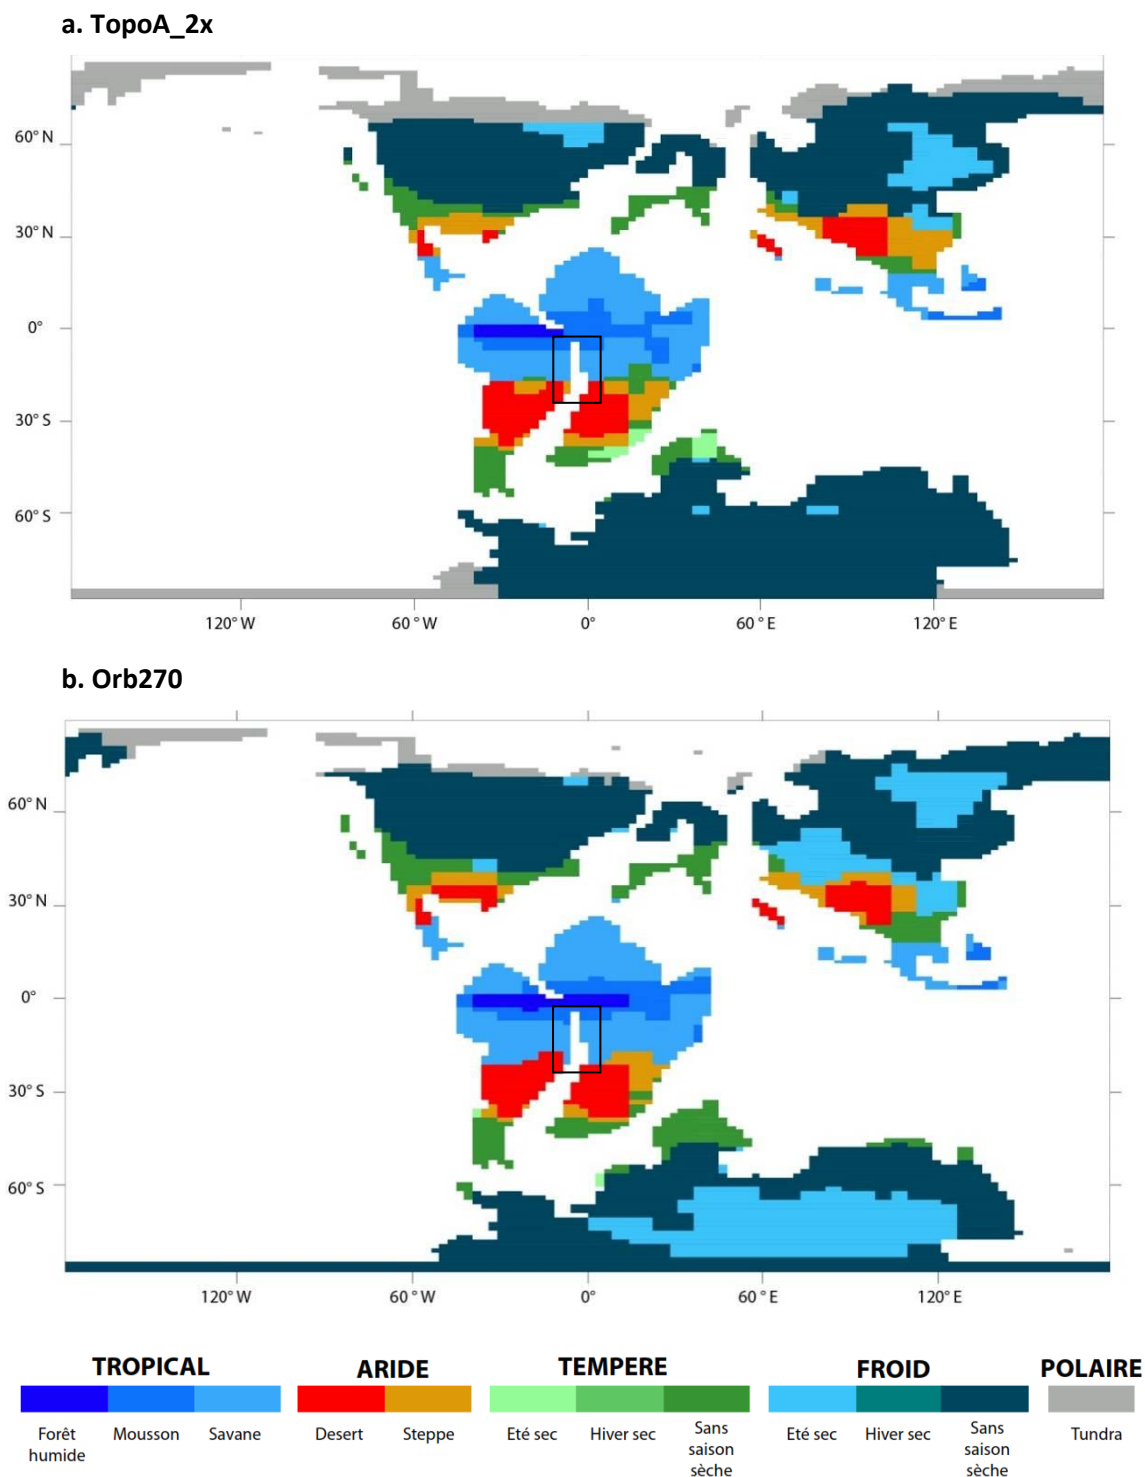 a. TopoA_2x
60° N
30° N
0°
30° S
60° S
120° W
60° W
0°
60° E
120° E
b. Orb270
60° N
30° N
0°
30° S
60° S
120° W
60° W
0°
60° E
120° E
TROPICAL ARIDE TEMPERE FROID POLAIRE
Forêt humide Mousson Savane Desert Steppe Eté sec Hiver sec Sans saison sèche Eté sec Hiver sec Sans saison sèche Tundra